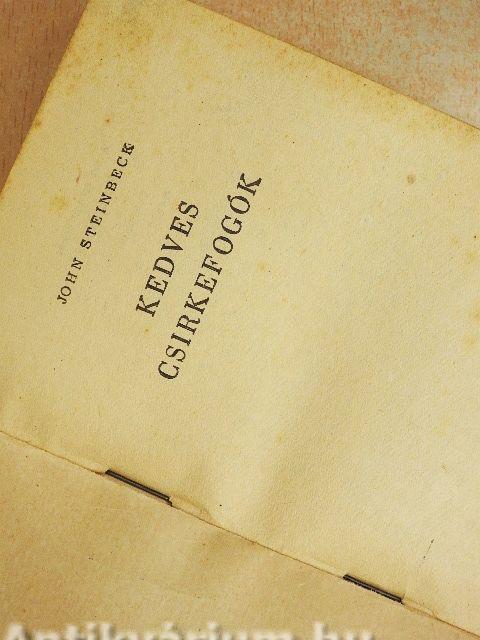 JOHN STEINBECK
KEDVES
CSIRKEFOGÓK
Antikvárium.hu